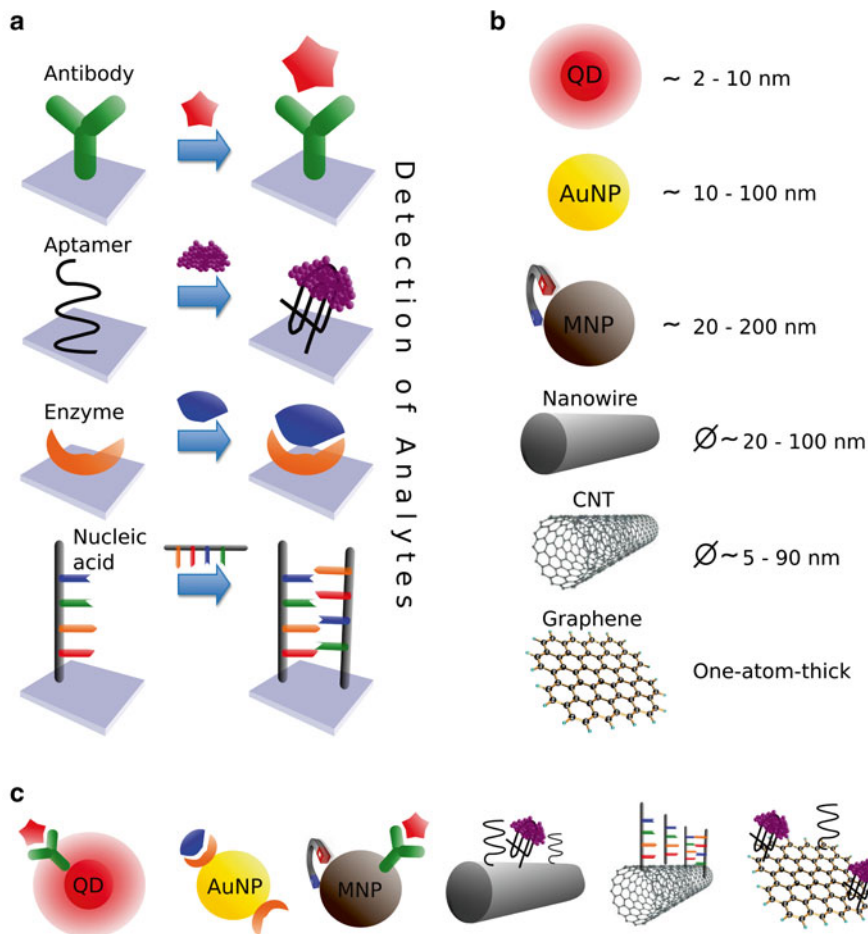 a
Antibody
Aptamer
Enzyme
Nucleic
acid
Detection of Analytes
b
QD
~ 2 - 10 nm
AuNP
~ 10 - 100 nm
MNP
~ 20 - 200 nm
Nanowire
Ø~ 20 - 100 nm
CNT
Ø~ 5 - 90 nm
Graphene
One-atom-thick
c
QD
AuNP
MNP